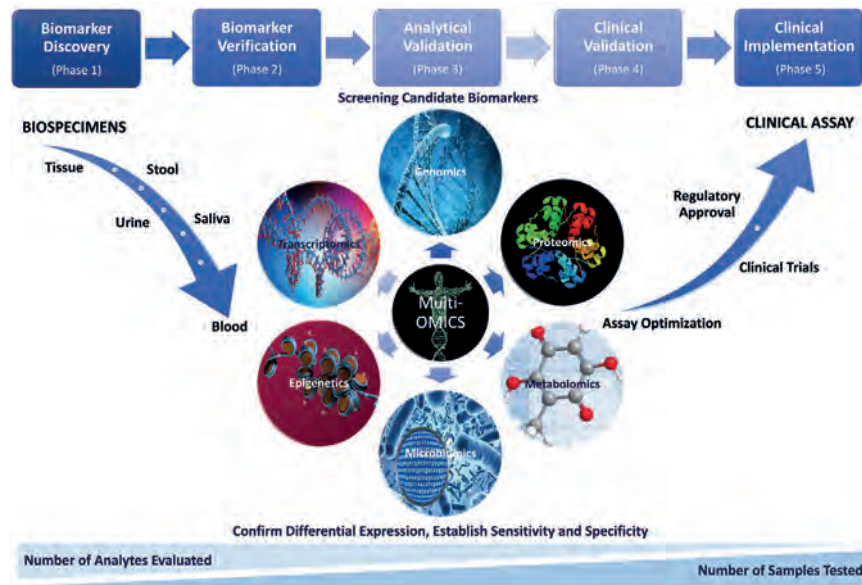 Biomarker
Discovery
(Phase 1)
Biomarker
Verification
(Phase 2)
Analytical
Validation
(Phase 3)
Clinical
Validation
(Phase 4)
Clinical
Implementation
(Phase 5)
Screening Candidate Biomarkers
BIOSPECIMENS
CLINICAL ASSAY
Tissue
Stool
Urine
Saliva
Blood
Genomics
Transcriptomics
Proteomics
Multi-
OMICS
Epigenetics
Metabolomics
Microbiomics
Regulatory
Approval
Clinical Trials
Assay Optimization
Confirm Differential Expression, Establish Sensitivity and Specificity
Number of Analytes Evaluated
Number of Samples Tested